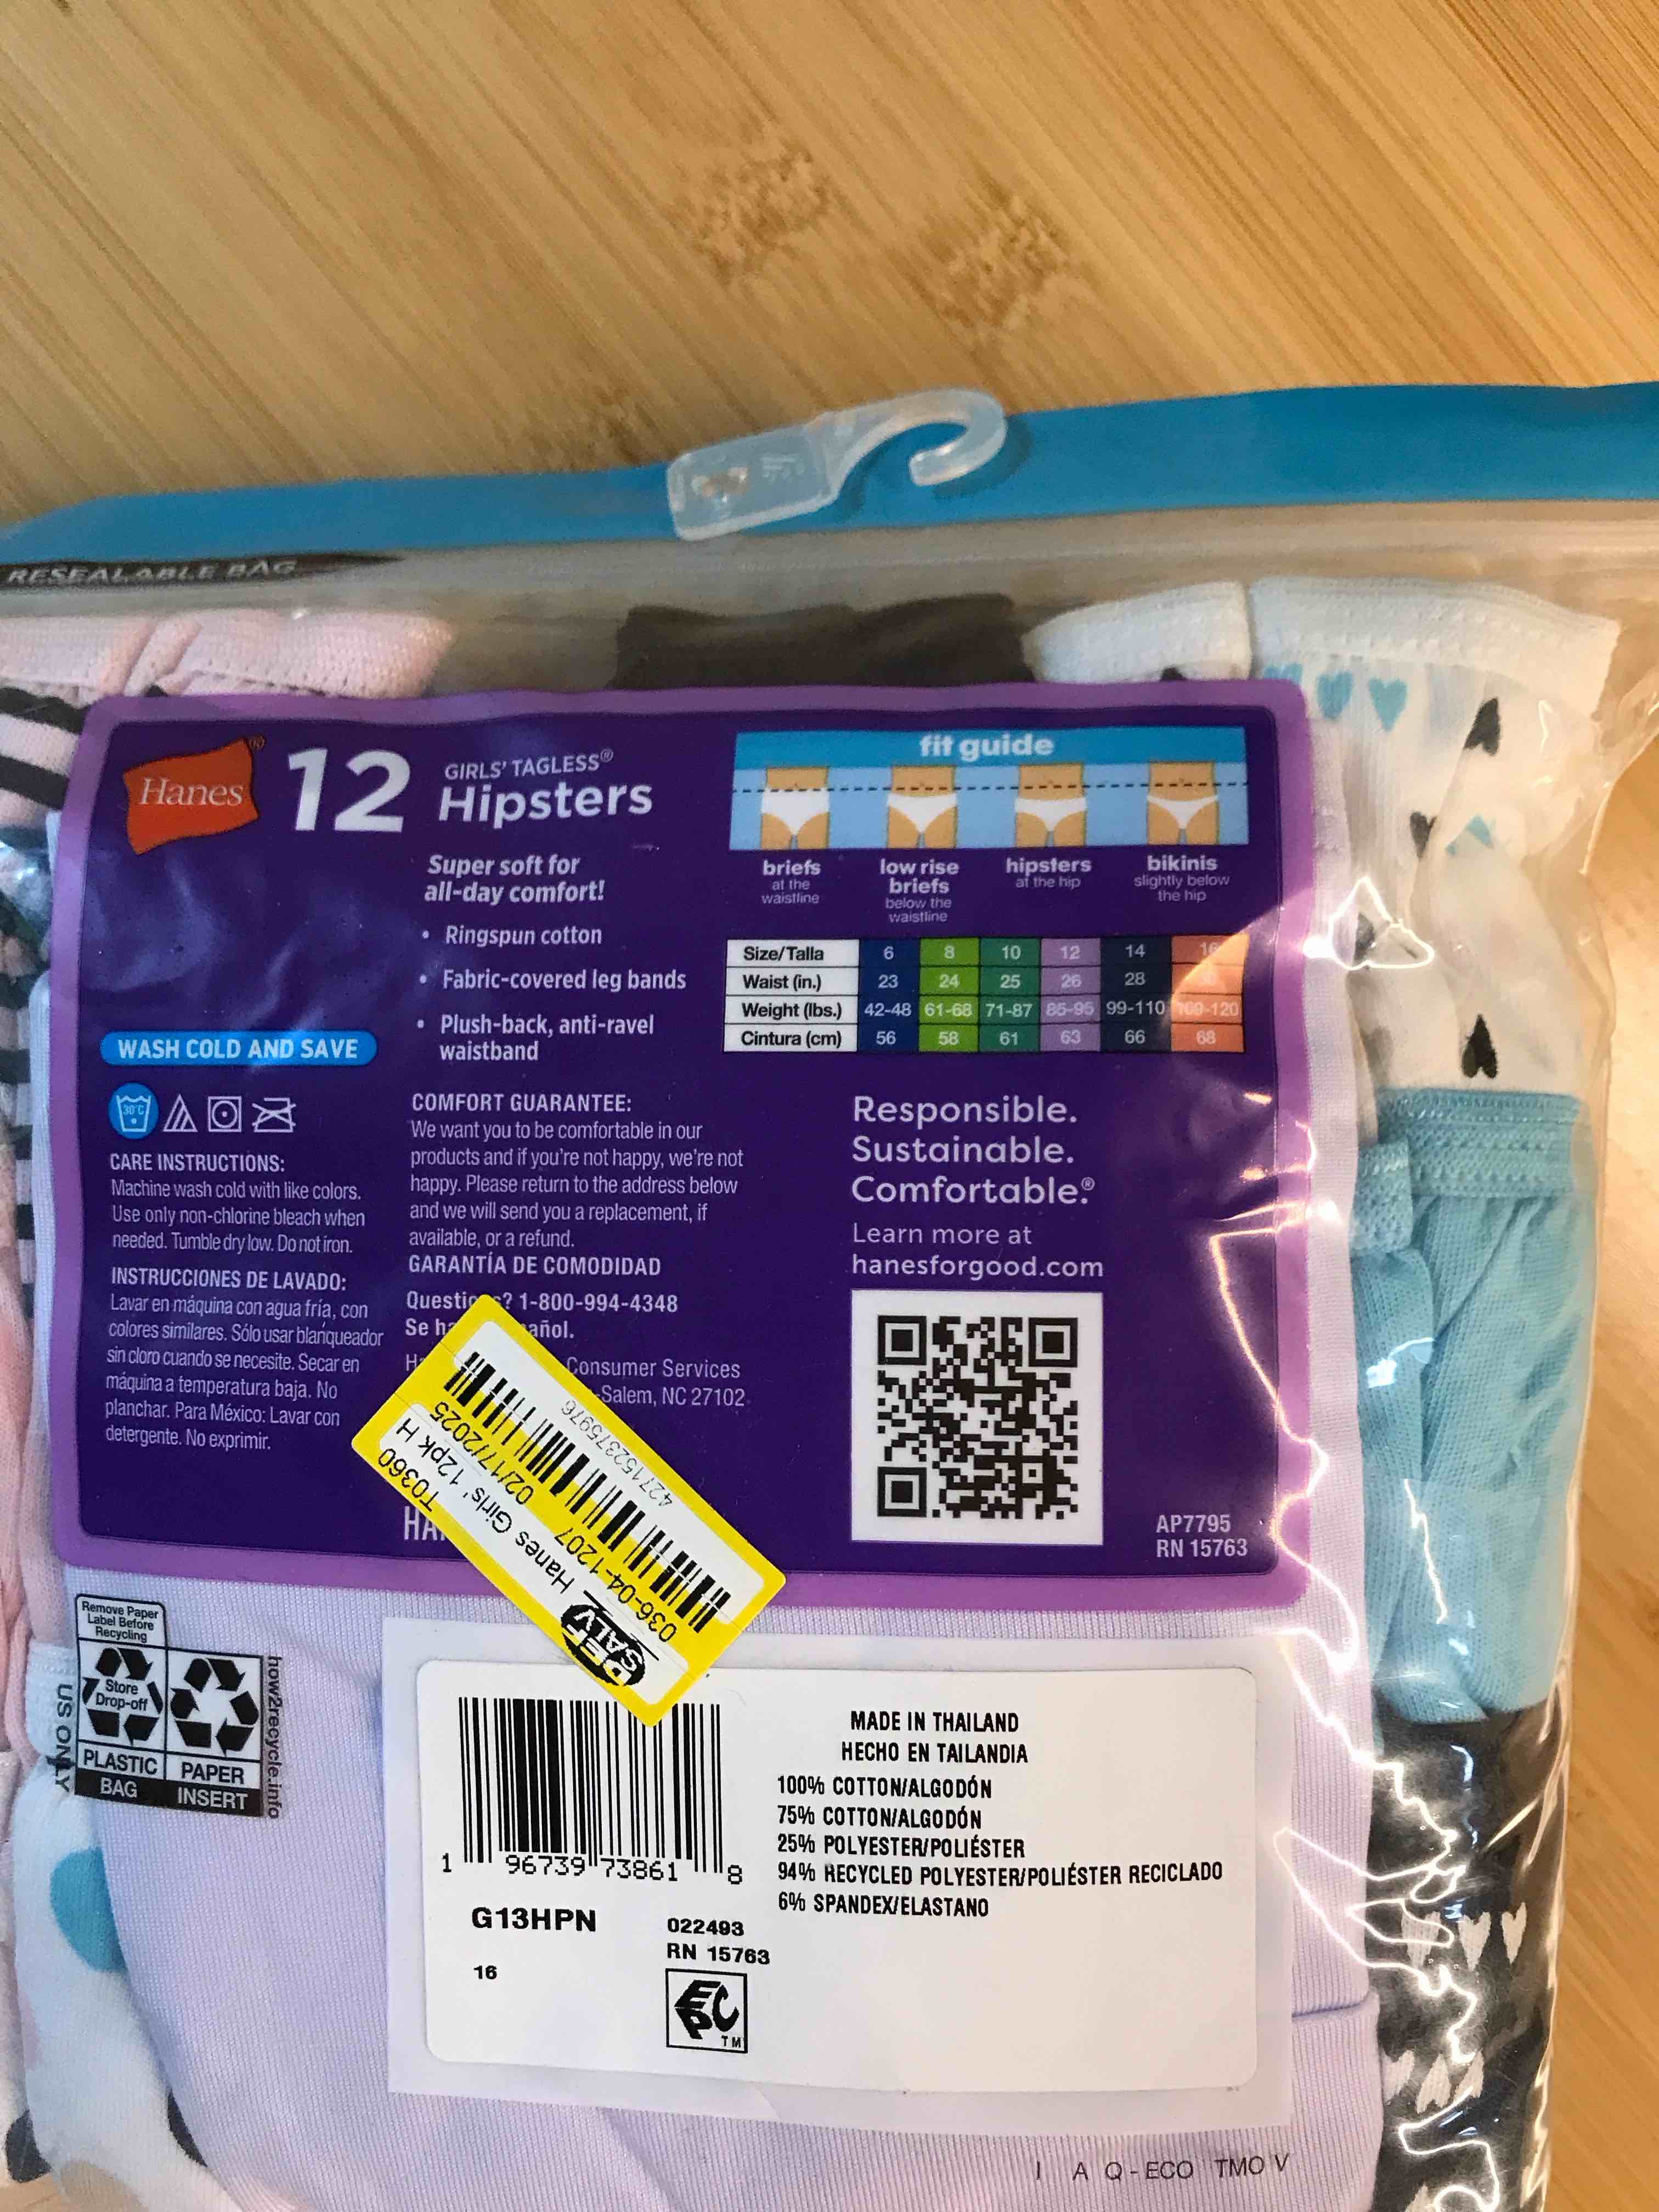 RESEALABLE BAG
Hanes®
12
GIRLS' TAGLESS®
Hipsters
Super soft for
all-day comfort!
• Ringspun cotton
• Fabric-covered leg bands
• Plush-back, anti-ravel
waistband
fit guide
briefs
at the
waistline
low rise
briefs
below the
waistline
hipsters
at the hip
bikinis
slightly below
the hip
Size/Talla 6 8 10 12 14 16
Waist (in.) 23 24 25 26 28
Weight (lbs.) 42-48 61-68 71-87 85-95 99-110 109-120
Cintura (cm) 56 58 61 63 66 68
WASH COLD AND SAVE
30°C
CARE INSTRUCTIONS:
Machine wash cold with like colors.
Use only non-chlorine bleach when
needed. Tumble dry low. Do not iron.
INSTRUCCIONES DE LAVADO:
Lavar en máquina con agua fría, con
colores similares. Sólo usar blanqueador
sin cloro cuando se necesite. Secar en
máquina a temperatura baja. No
planchar. Para México: Lavar con
detergente. No exprimir.
COMFORT GUARANTEE:
We want you to be comfortable in our
products and if you're not happy, we're not
happy. Please return to the address below
and we will send you a replacement, if
available, or a refund.
GARANTÍA DE COMODIDAD
? 1-800-994-4348
Consumer Services
-Salem, NC 27102
Responsible.
Sustainable.
Comfortable.®
Learn more at
hanesforgood.com
AP7795
RN 15763
427152375976
036-04-1207 02/17/2025
Hanes Girls' 12pk H
T0360
DEF
SALV
Remove Paper
Label Before
Recycling
Store
Drop-off
PLASTIC
BAG
PAPER
INSERT
how2recycle.info
US ONLY
1 96739 73861 8
G13HPN
16
022493
RN 15763
EPC
TM
MADE IN THAILAND
HECHO EN TAILANDIA
100% COTTON/ALGODÓN
75% COTTON/ALGODÓN
25% POLYESTER/POLIÉSTER
94% RECYCLED POLYESTER/POLIÉSTER RECICLADO
6% SPANDEX/ELASTANO
I A Q-ECO TMO V